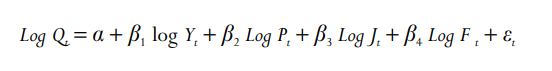 Log Qₜ = α + β₁ log Yₜ + β₂ Log Pₜ + β₃ Log Jₜ + β₄ Log F ₜ + εₜ